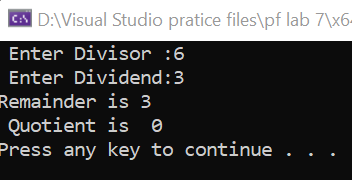 D:\Visual Studio pratice files\pf lab 7\x6
Enter Divisor :6
Enter Dividend:3
Remainder is 3
Quotient is  0
Press any key to continue . . .